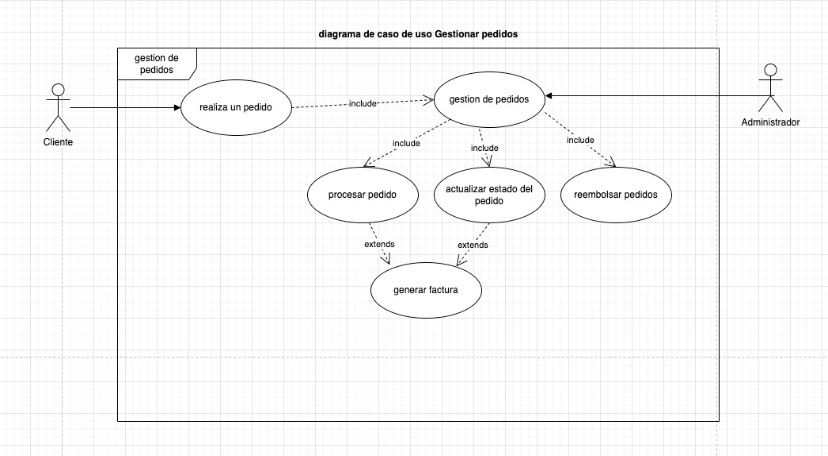 diagrama de caso de uso Gestionar pedidos
gestion de
pedidos
realiza un pedido
include
gestion de pedidos
Cliente
Administrador
include
include
include
procesar pedido
actualizar estado del
pedido
reembolsar pedidos
extends
extends
generar factura